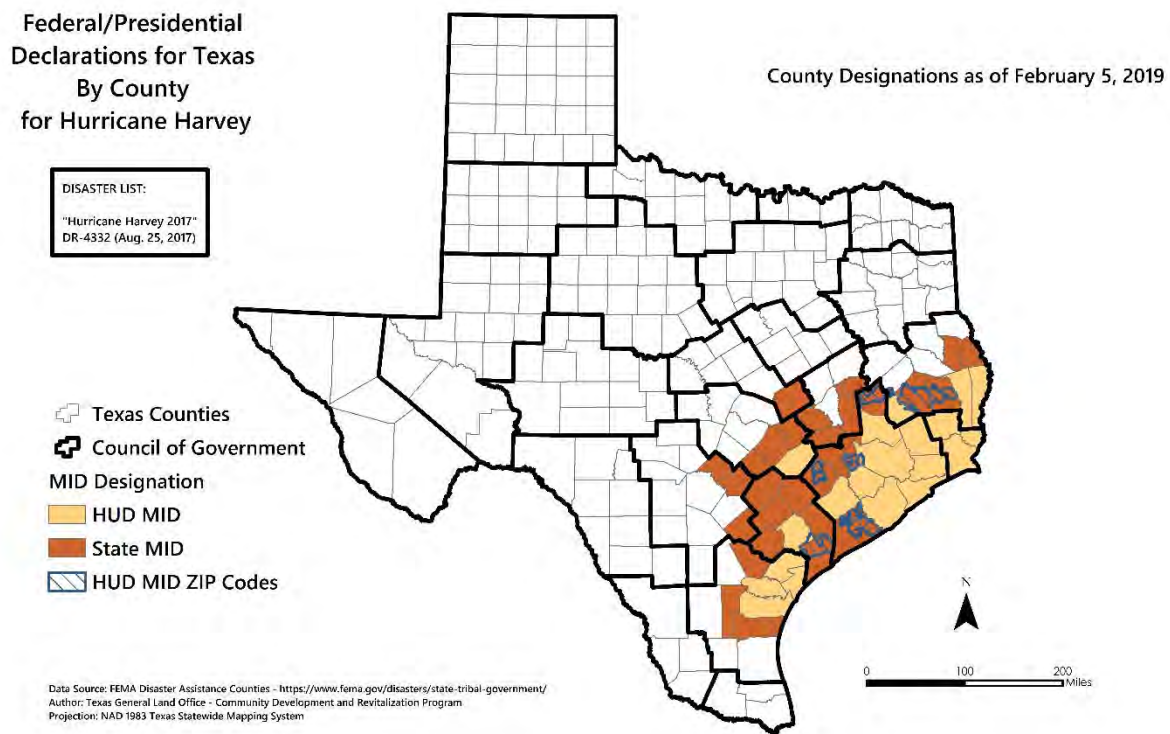 Federal/Presidential
Declarations for Texas
By County
for Hurricane Harvey
County Designations as of February 5, 2019
DISASTER LIST:
"Hurricane Harvey 2017"
DR-4332 (Aug. 25, 2017)
Texas Counties
Council of Government
MID Designation
HUD MID
State MID
HUD MID ZIP Codes
N
0 100 200
Miles
Data Source: FEMA Disaster Assistance Counties - https://www.fema.gov/disasters/state-tribal-government/
Author: Texas General Land Office - Community Development and Revitalization Program
Projection: NAD 1983 Texas Statewide Mapping System